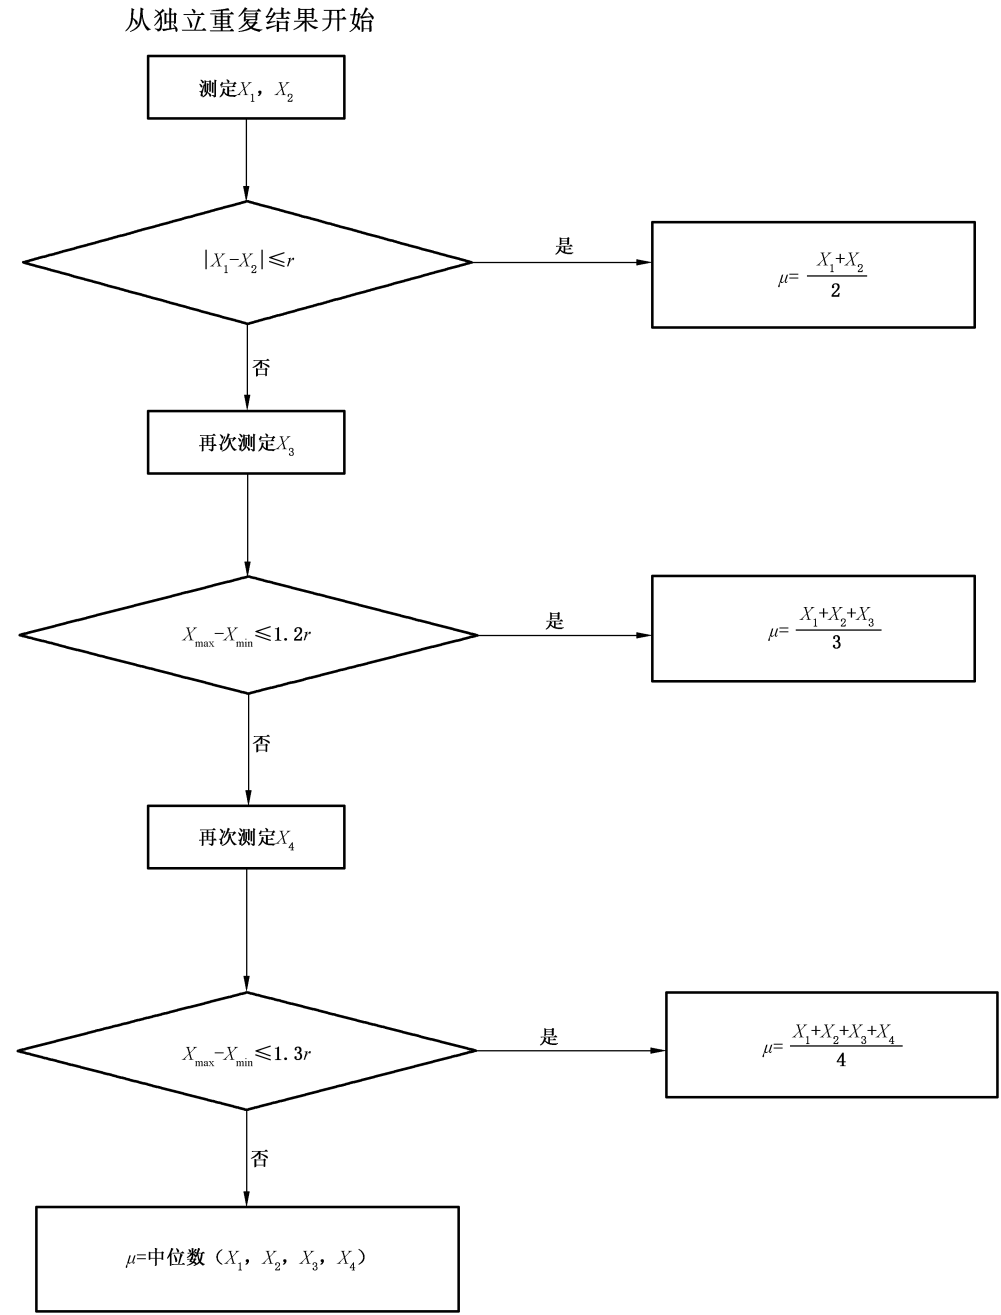 从独立重复结果开始
测定X₁，X₂
|X₁-X₂|≤r
是
μ=(X₁+X₂)/2
否
再次测定X₃
Xmax-Xmin≤1.2r
是
μ=(X₁+X₂+X₃)/3
否
再次测定X₄
Xmax-Xmin≤1.3r
是
μ=(X₁+X₂+X₃+X₄)/4
否
μ=中位数（X₁，X₂，X₃，X₄）